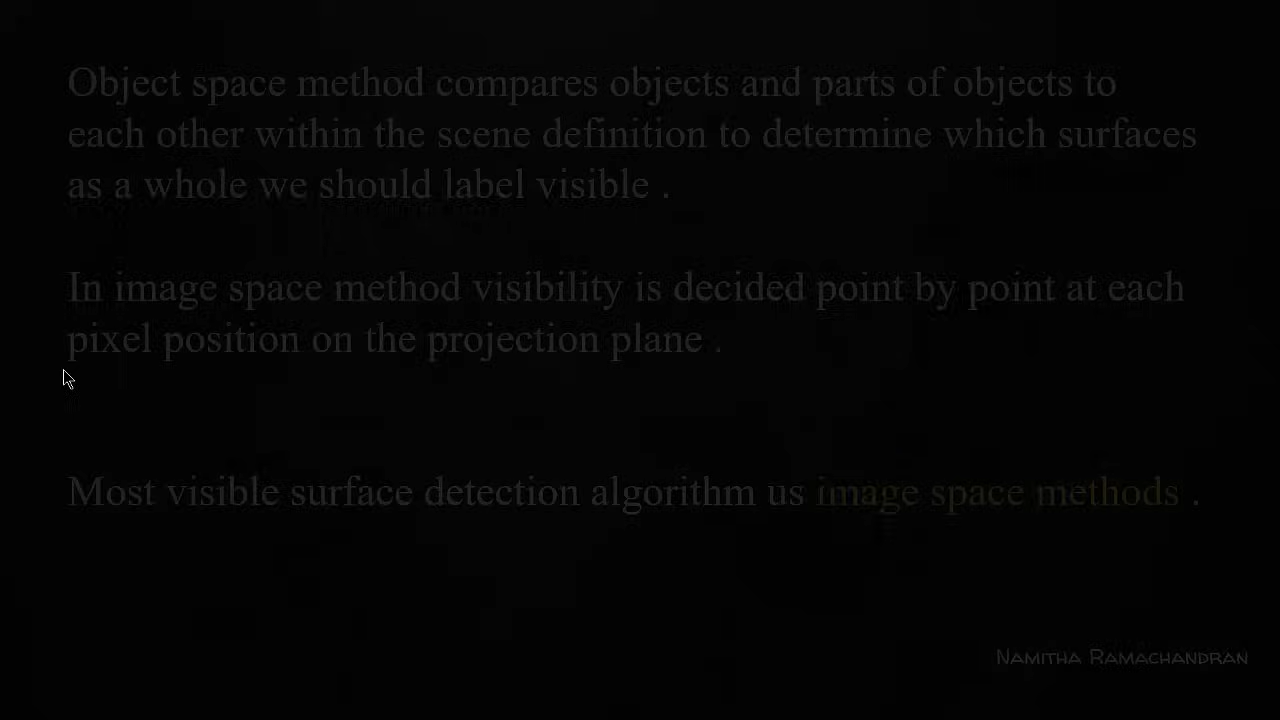 Object space method compares objects and parts of objects to
each other within the scene definition to determine which surfaces
as a whole we should label visible .
In image space method visibility is decided point by point at each
pixel position on the projection plane .
Most visible surface detection algorithm us image space methods .
Namitha Ramachandran